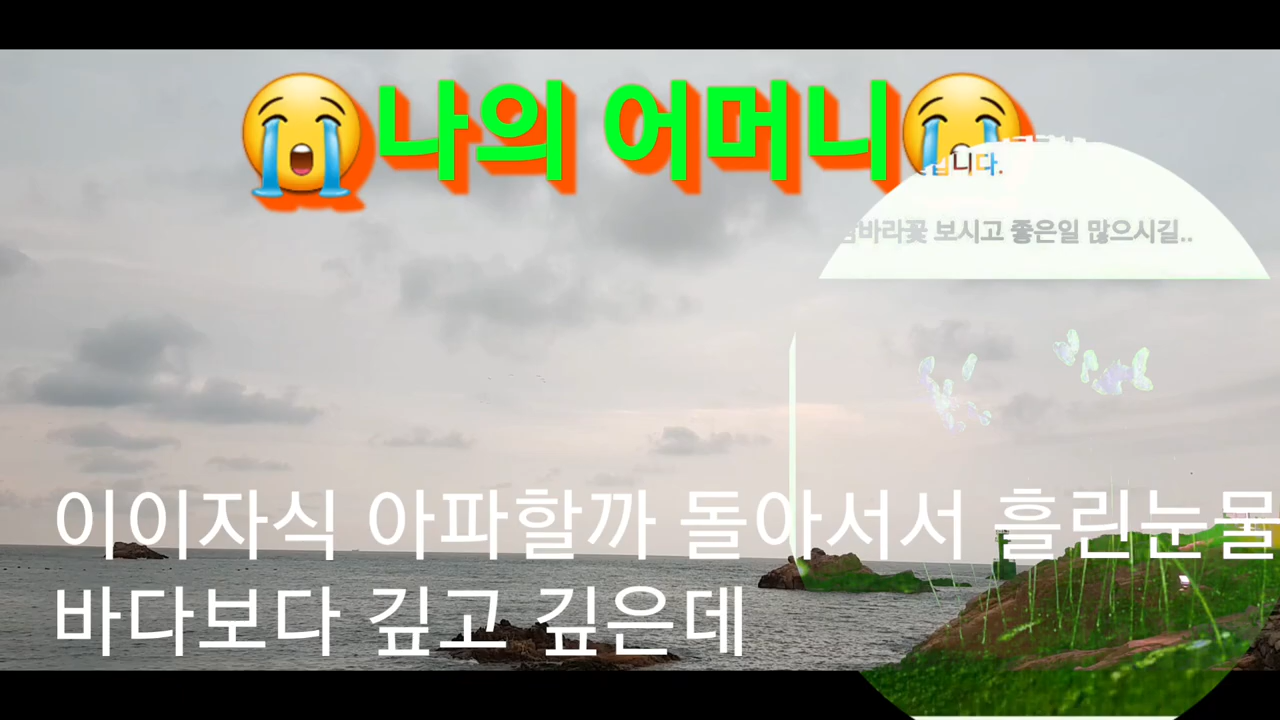 😭나의 어머니😭
니다.
보시고 좋은일 많으시길..
이이자식 아파할까 돌아서서 흘린눈물
바다보다 깊고 깊은데